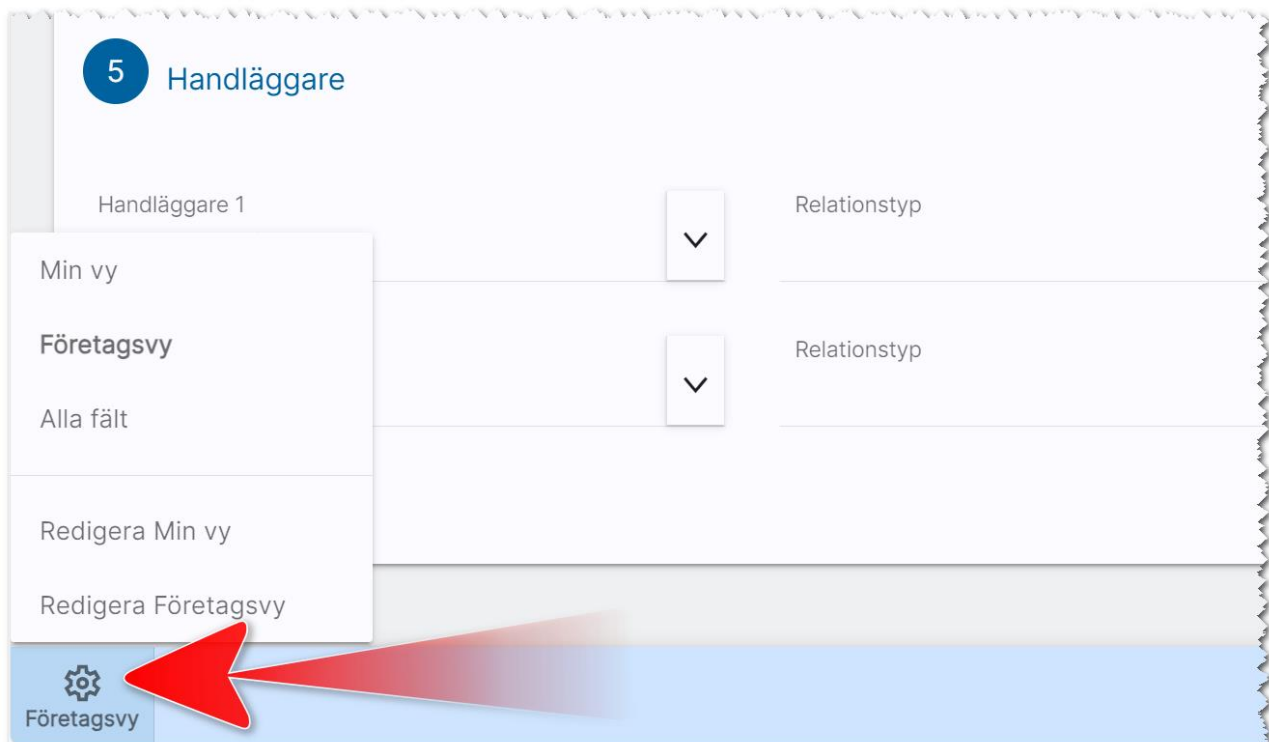 5
Handläggare
Handläggare 1
Relationstyp
Relationstyp
Min vy
Företagsvy
Alla fält
Redigera Min vy
Redigera Företagsvy
Företagsvy